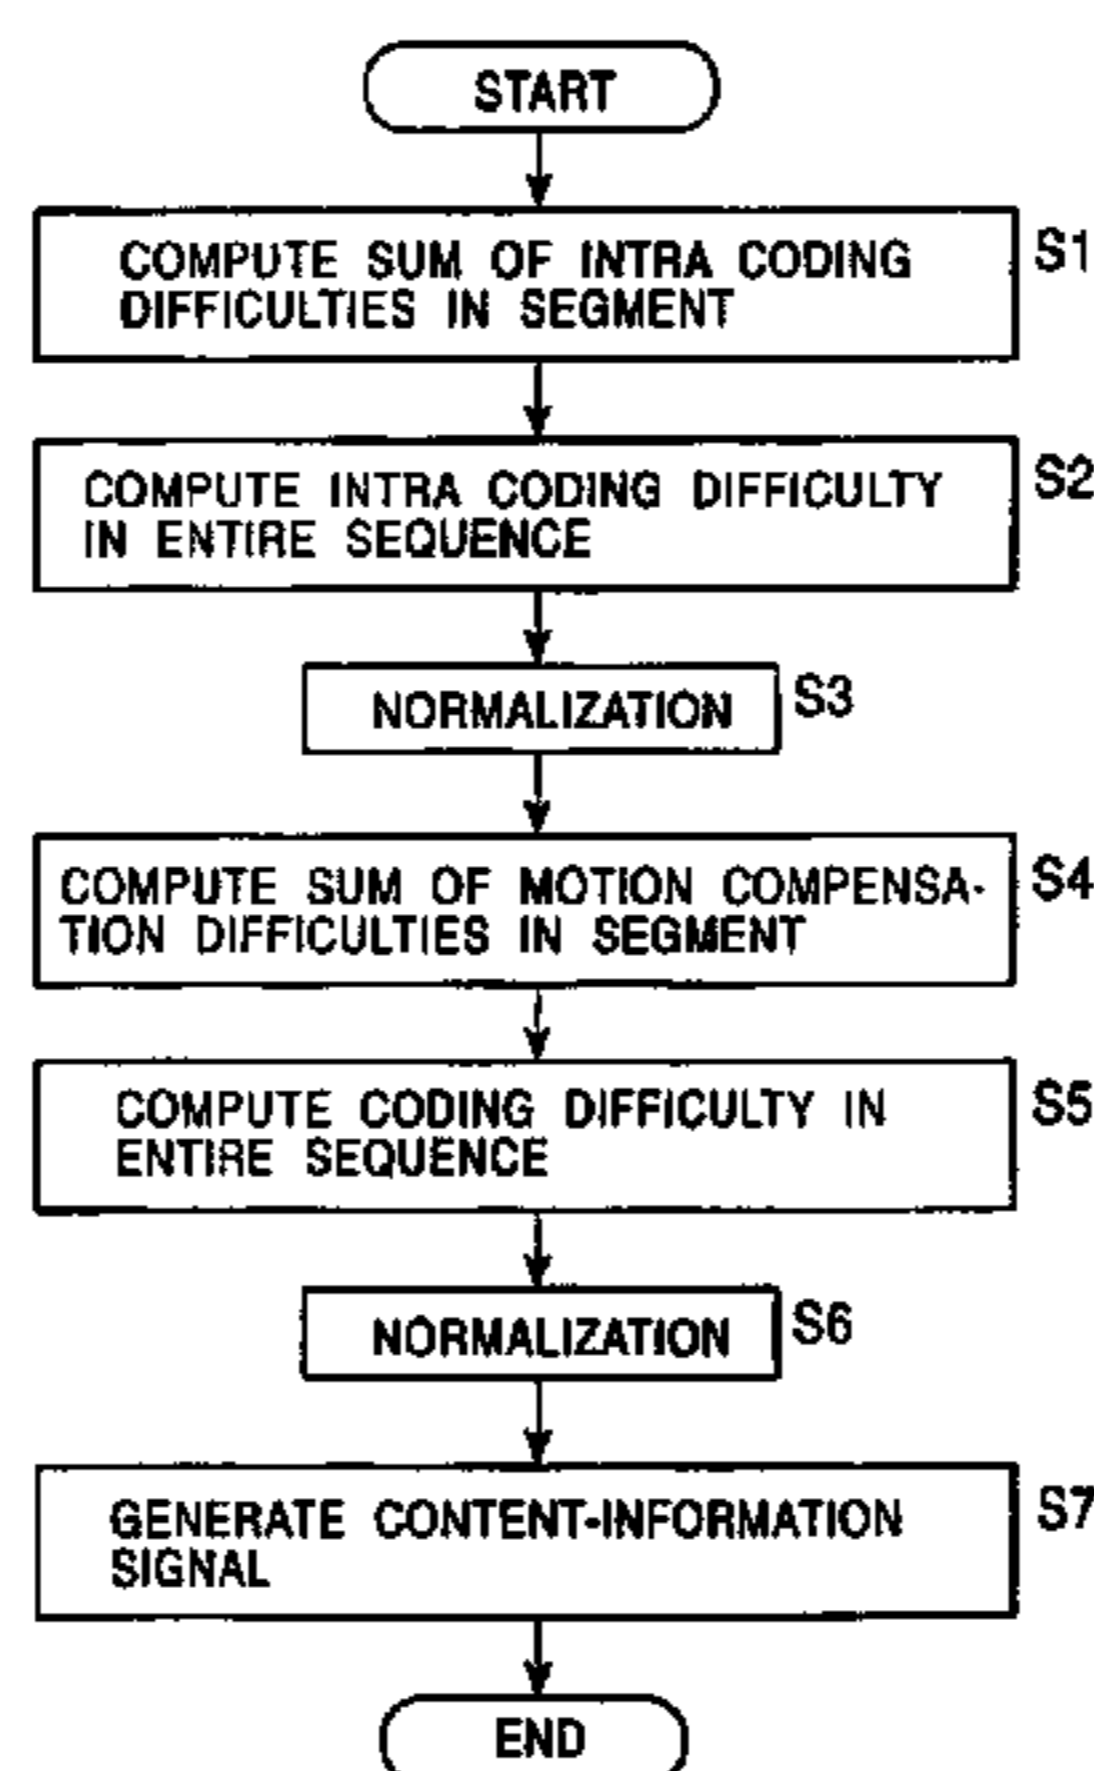 START
COMPUTE SUM OF INTRA CODING
DIFFICULTIES IN SEGMENT
S1
COMPUTE INTRA CODING DIFFICULTY
IN ENTIRE SEQUENCE
S2
NORMALIZATION
S3
COMPUTE SUM OF MOTION COMPENSA-
TION DIFFICULTIES IN SEGMENT
S4
COMPUTE CODING DIFFICULTY IN
ENTIRE SEQUENCE
S5
NORMALIZATION
S6
GENERATE CONTENT-INFORMATION
SIGNAL
S7
END